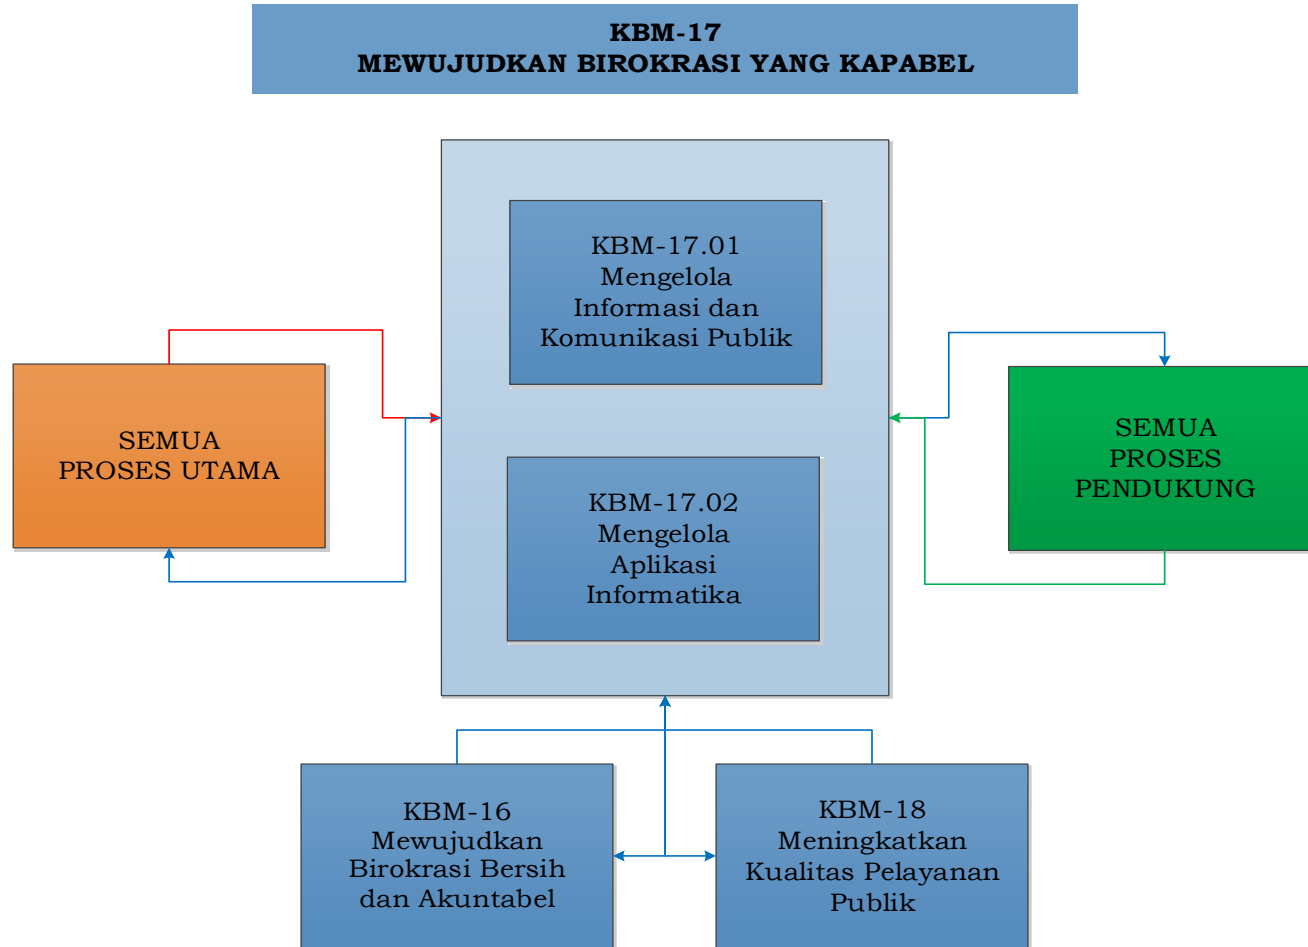 KBM-17
MEWUJUDKAN BIROKRASI YANG KAPABEL
KBM-17.01
Mengelola
Informasi dan
Komunikasi Publik
SEMUA
PROSES UTAMA
SEMUA
PROSES
PENDUKUNG
KBM-17.02
Mengelola
Aplikasi
Informatika
KBM-16
Mewujudkan
Birokrasi Bersih
dan Akuntabel
KBM-18
Meningkatkan
Kualitas Pelayanan
Publik